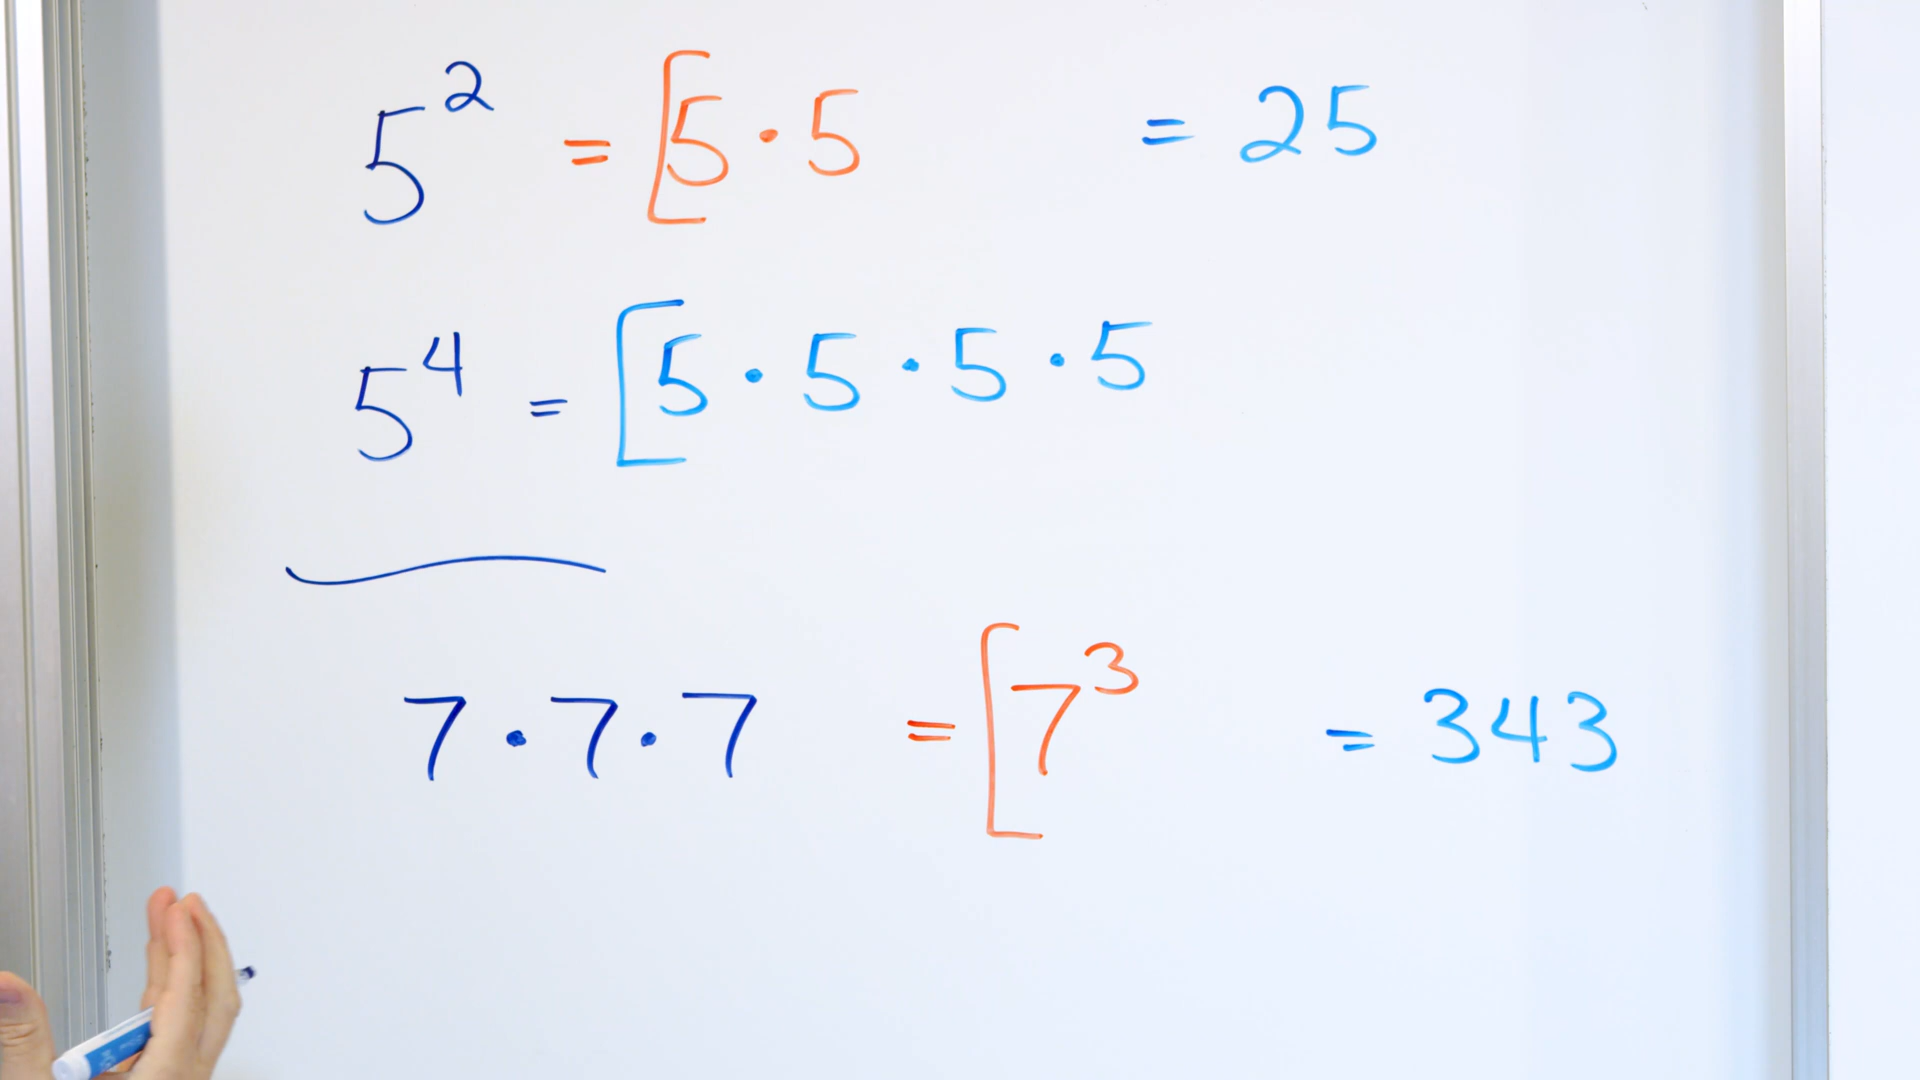 5² = [5 · 5 = 25
5⁴ = [5 · 5 · 5 · 5
7 · 7 · 7 = [7³ = 343